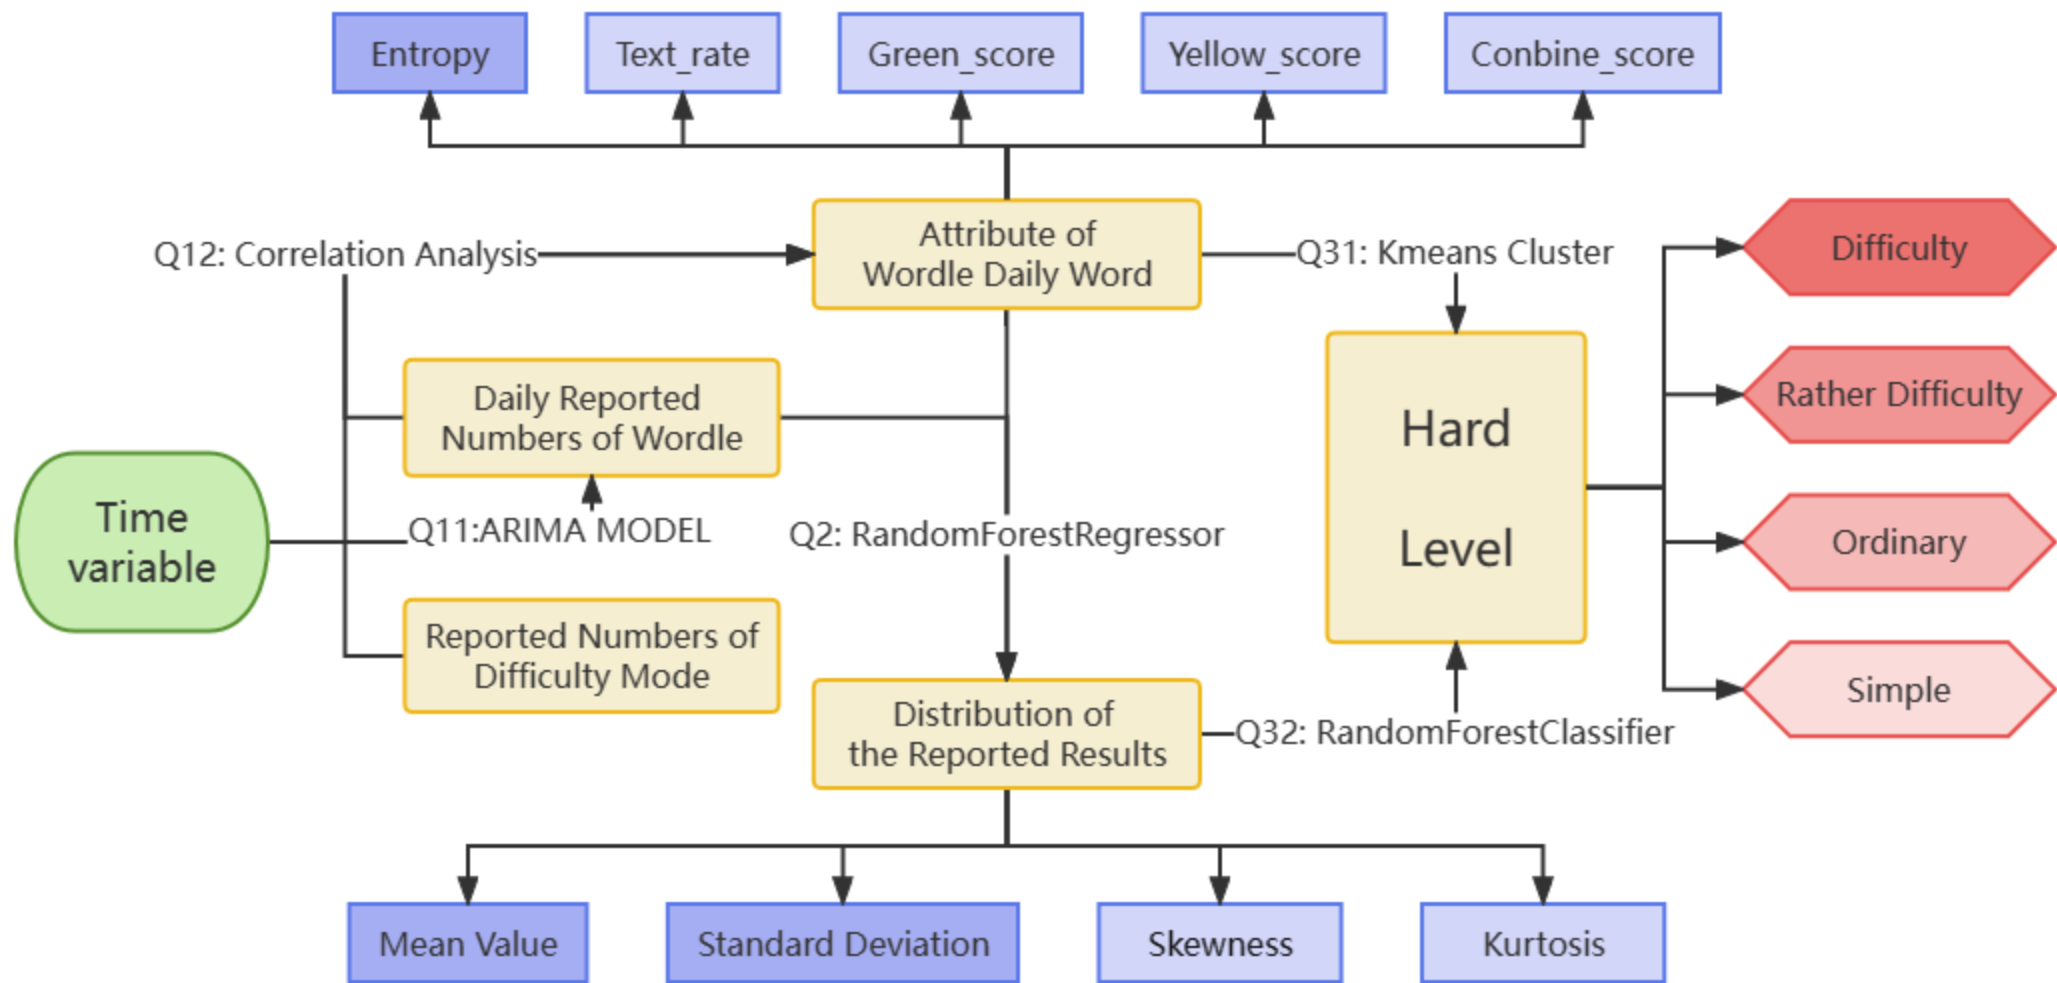 Entropy
Text_rate
Green_score
Yellow_score
Conbine_score
Attribute of
Wordle Daily Word
Q12: Correlation Analysis
Q31: Kmeans Cluster
Difficulty
Rather Difficulty
Ordinary
Simple
Hard
Level
Daily Reported
Numbers of Wordle
Time
variable
Q11:ARIMA MODEL
Q2: RandomForestRegressor
Reported Numbers of
Difficulty Mode
Distribution of
the Reported Results
Q32: RandomForestClassifier
Mean Value
Standard Deviation
Skewness
Kurtosis